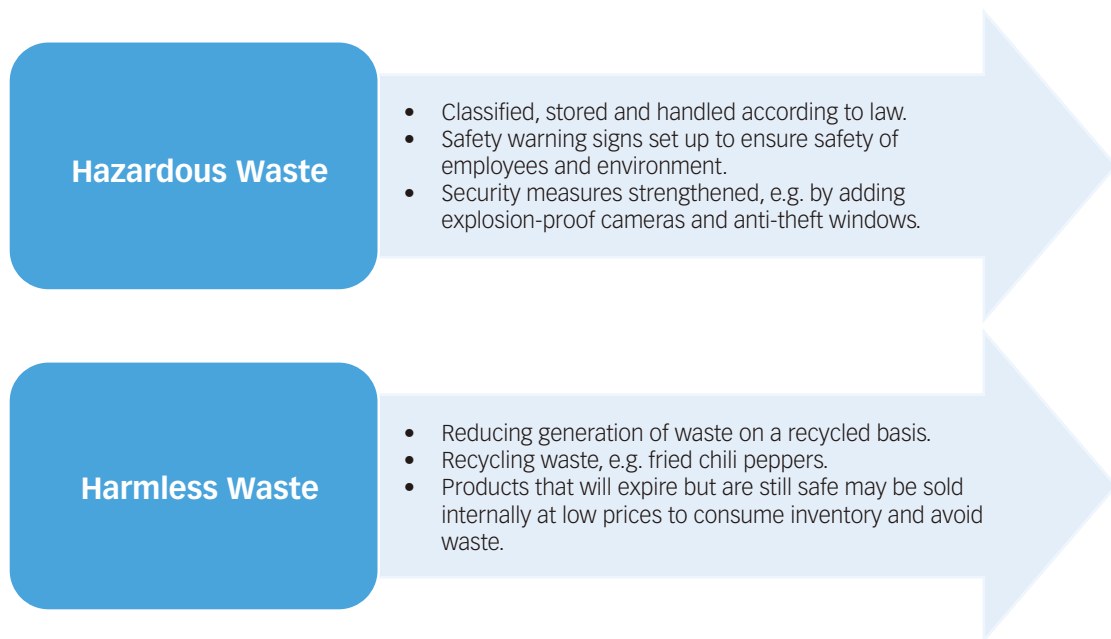 Hazardous Waste
• Classified, stored and handled according to law.
• Safety warning signs set up to ensure safety of
employees and environment.
• Security measures strengthened, e.g. by adding
explosion-proof cameras and anti-theft windows.
Harmless Waste
• Reducing generation of waste on a recycled basis.
• Recycling waste, e.g. fried chili peppers.
• Products that will expire but are still safe may be sold
internally at low prices to consume inventory and avoid
waste.